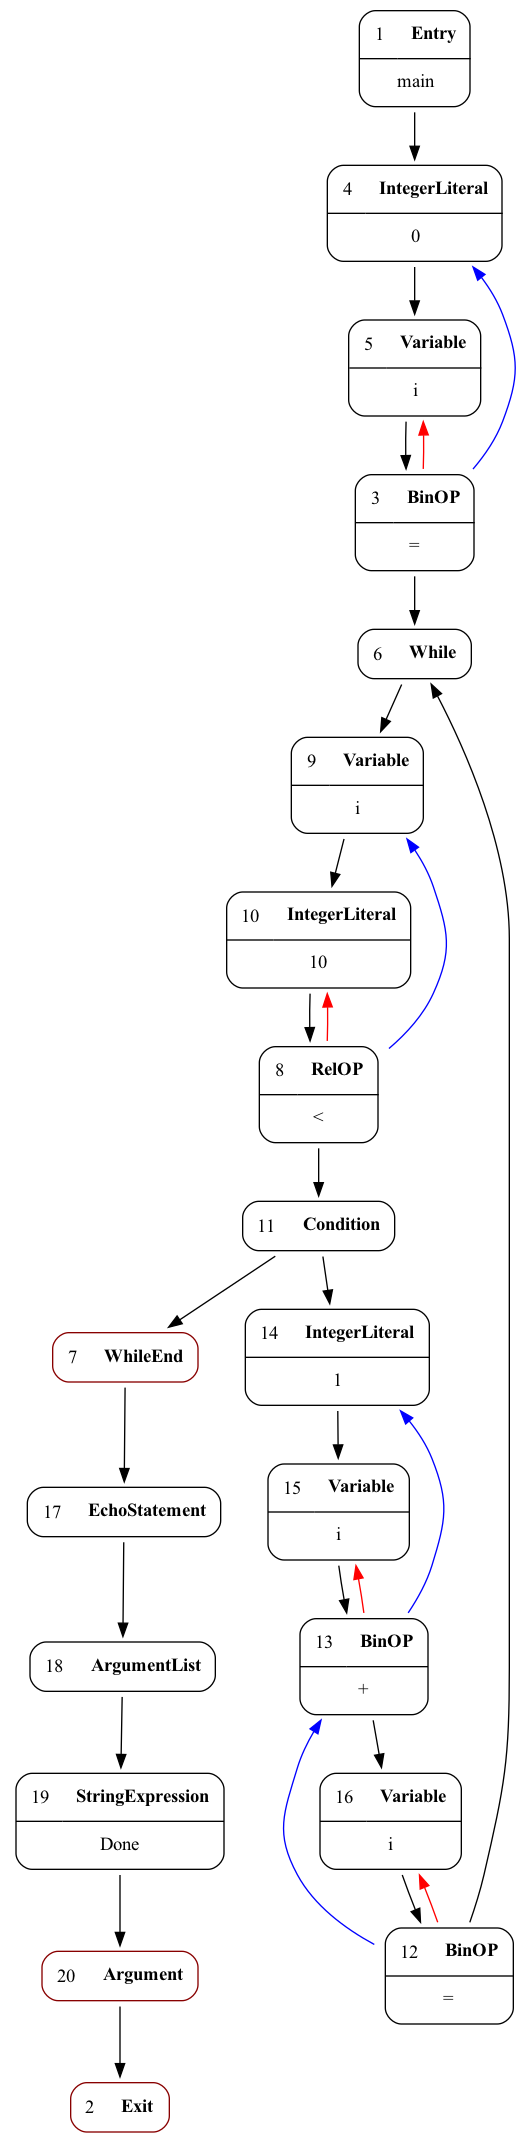 1 Entry
main
4 IntegerLiteral
0
5 Variable
i
3 BinOP
=
6 While
9 Variable
i
10 IntegerLiteral
10
8 RelOP
<
11 Condition
7 WhileEnd
14 IntegerLiteral
1
17 EchoStatement
15 Variable
i
18 ArgumentList
13 BinOP
+
19 StringExpression
Done
16 Variable
i
20 Argument
12 BinOP
=
2 Exit